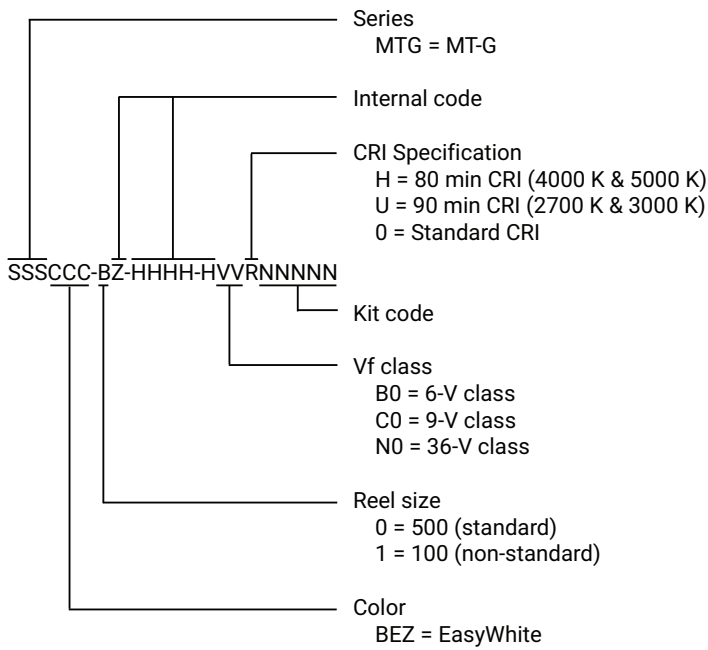 Series
MTG = MT-G
Internal code
CRI Specification
H = 80 min CRI (4000 K & 5000 K)
U = 90 min CRI (2700 K & 3000 K)
0 = Standard CRI
SSSCCC-BZ-HHHH-HVVRNNNNN
Kit code
Vf class
B0 = 6-V class
C0 = 9-V class
N0 = 36-V class
Reel size
0 = 500 (standard)
1 = 100 (non-standard)
Color
BEZ = EasyWhite